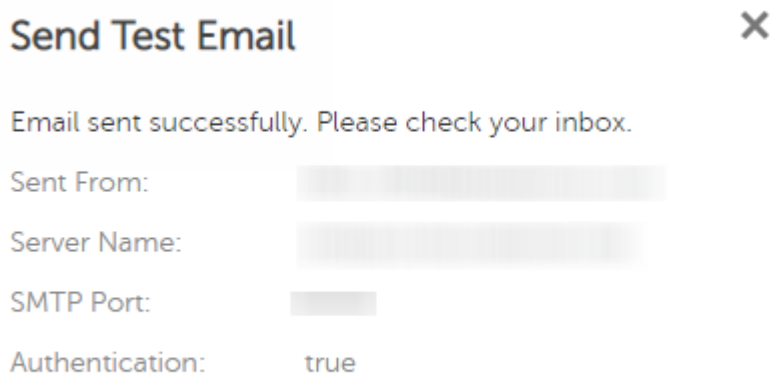 Send Test Email
Email sent successfully. Please check your inbox.
Sent From:
Server Name:
SMTP Port:
Authentication: true